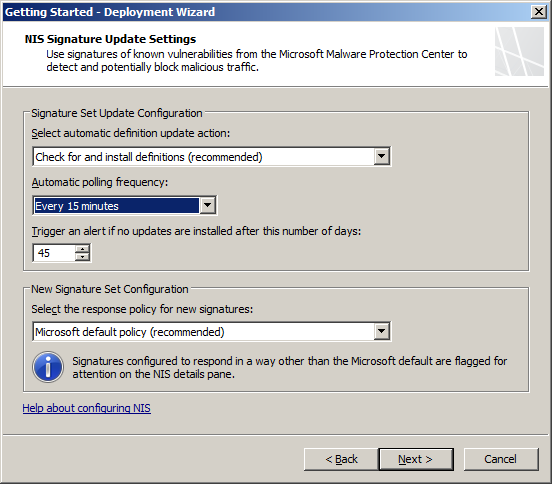 Getting Started - Deployment Wizard
NIS Signature Update Settings
Use signatures of known vulnerabilities from the Microsoft Malware Protection Center to
detect and potentially block malicious traffic.
Signature Set Update Configuration
Select automatic definition update action:
Check for and install definitions (recommended)
Automatic polling frequency:
Every 15 minutes
Trigger an alert if no updates are installed after this number of days:
45
New Signature Set Configuration
Select the response policy for new signatures:
Microsoft default policy (recommended)
Signatures configured to respond in a way other than the Microsoft default are flagged for
attention on the NIS details pane.
Help about configuring NIS
< Back
Next >
Cancel